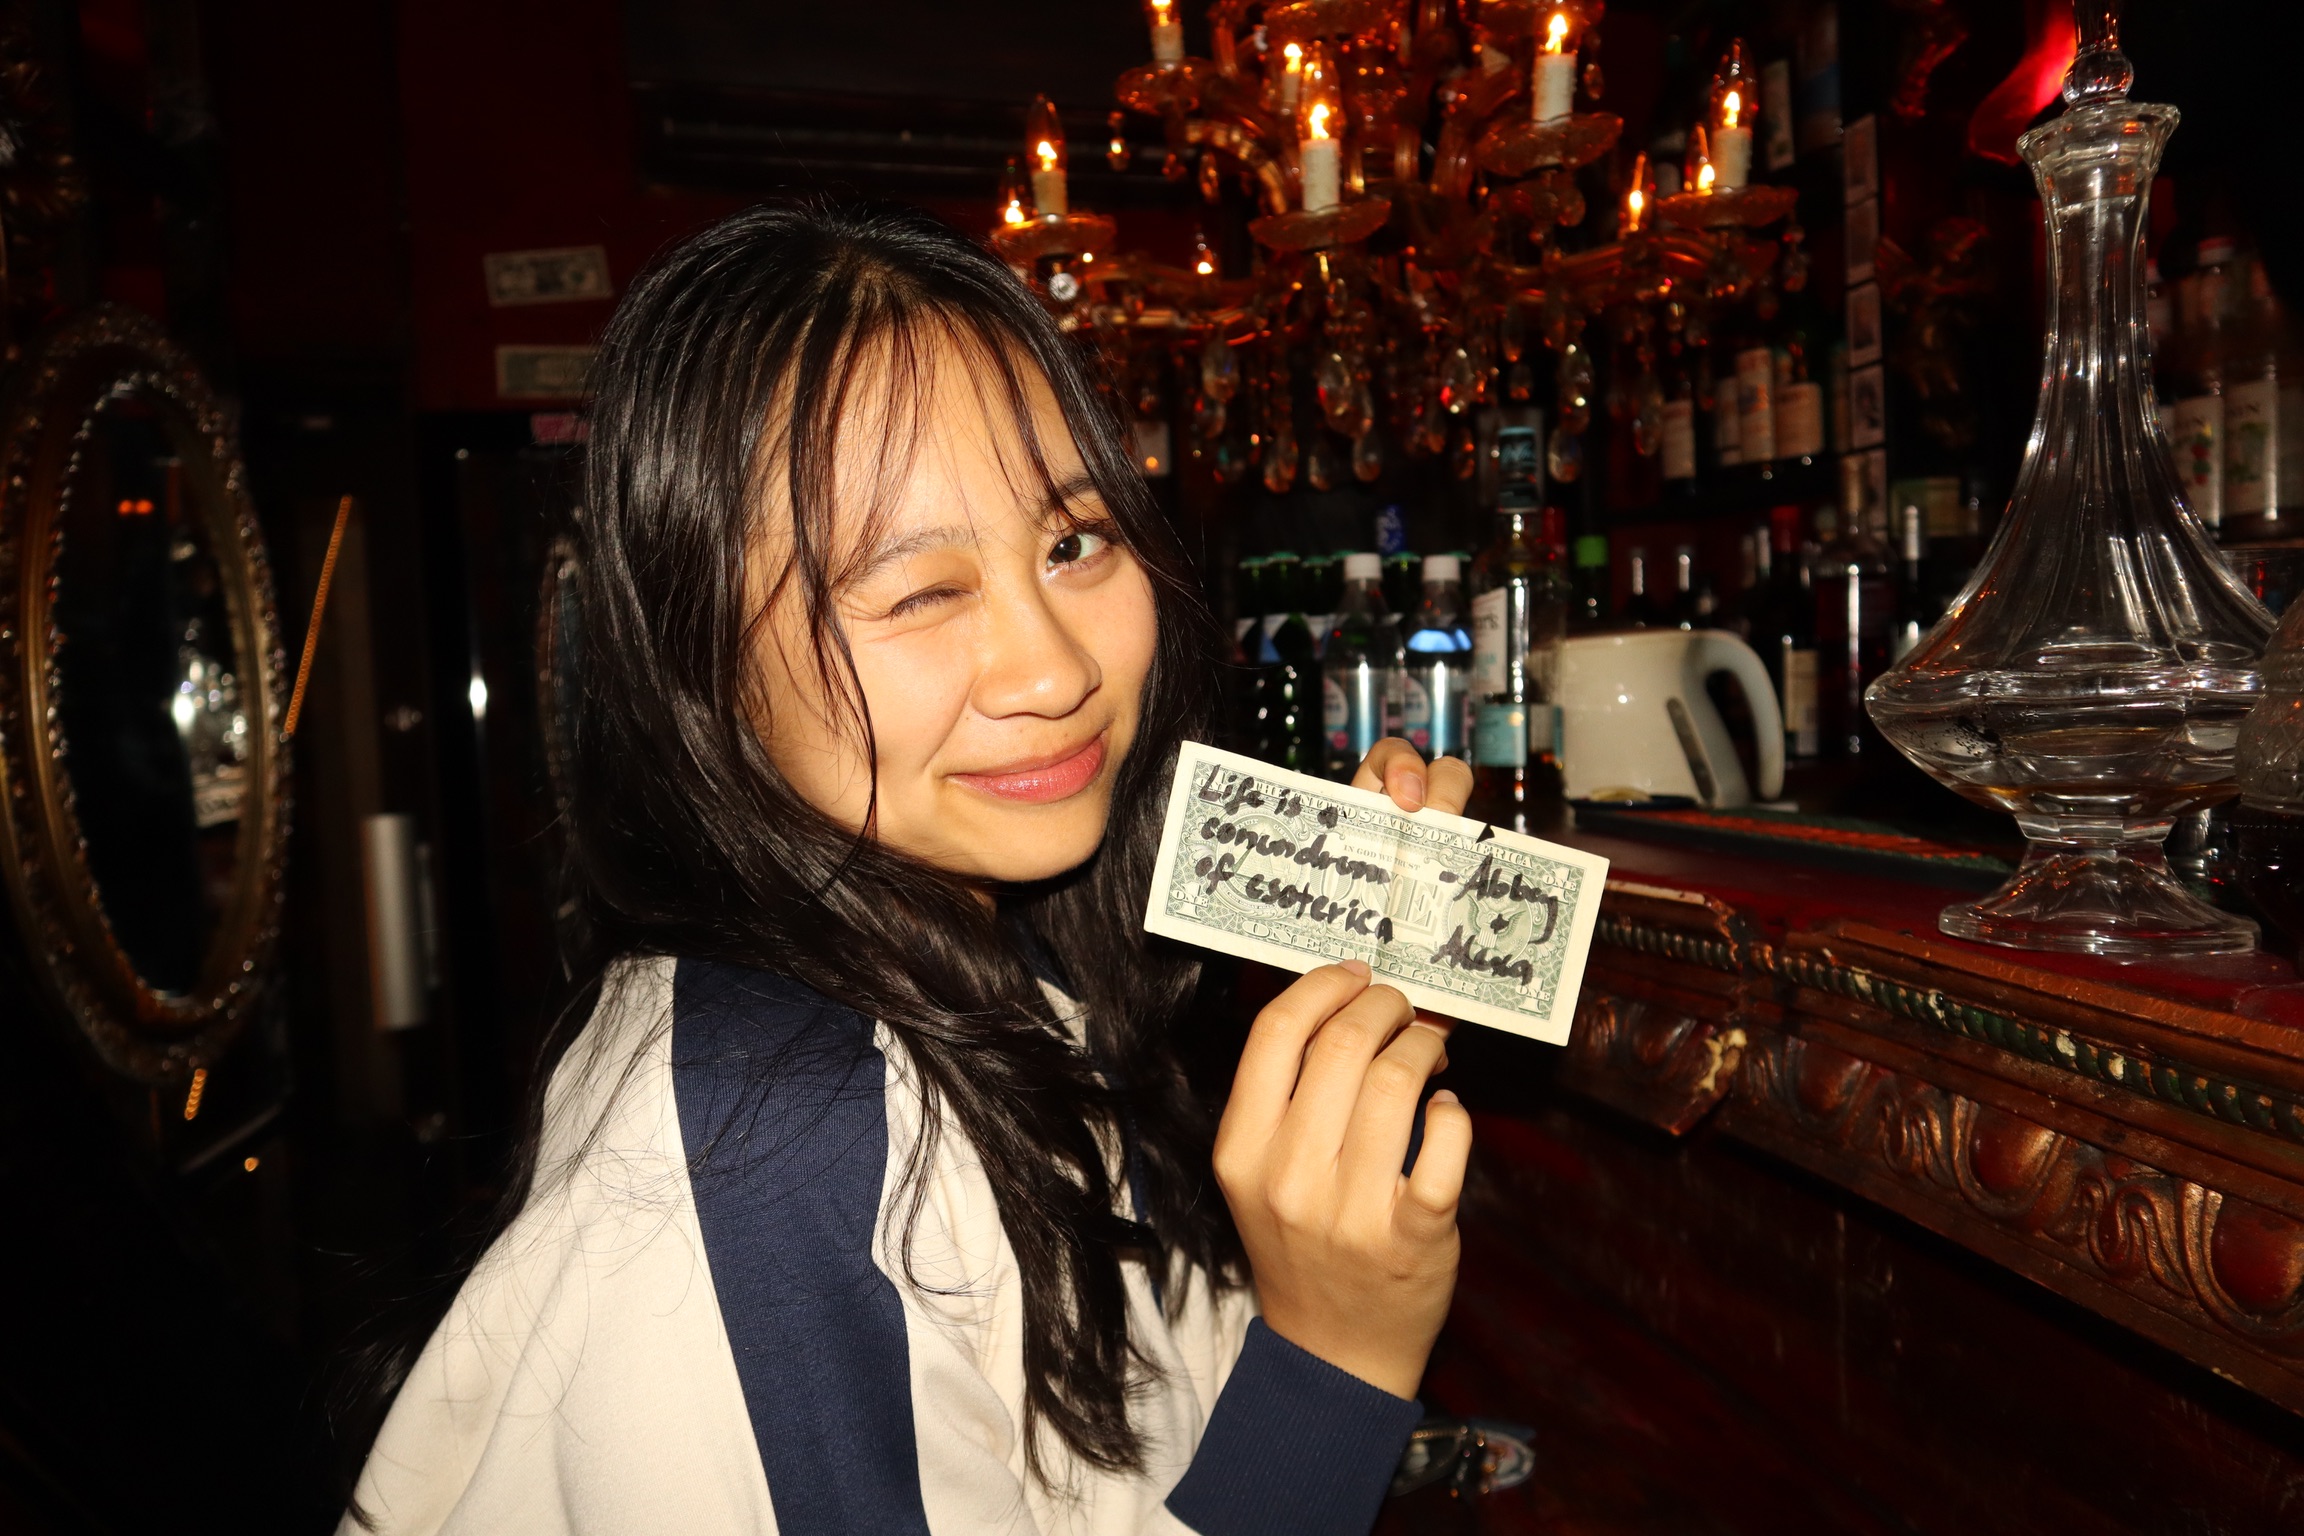 Life is a
conundrum
of esoterica
- Abbey
+
Alexa
THE UNITED STATES OF AMERICA
IN GOD WE TRUST
ONE
ONE DOLLAR
ONE
ONE
ONE